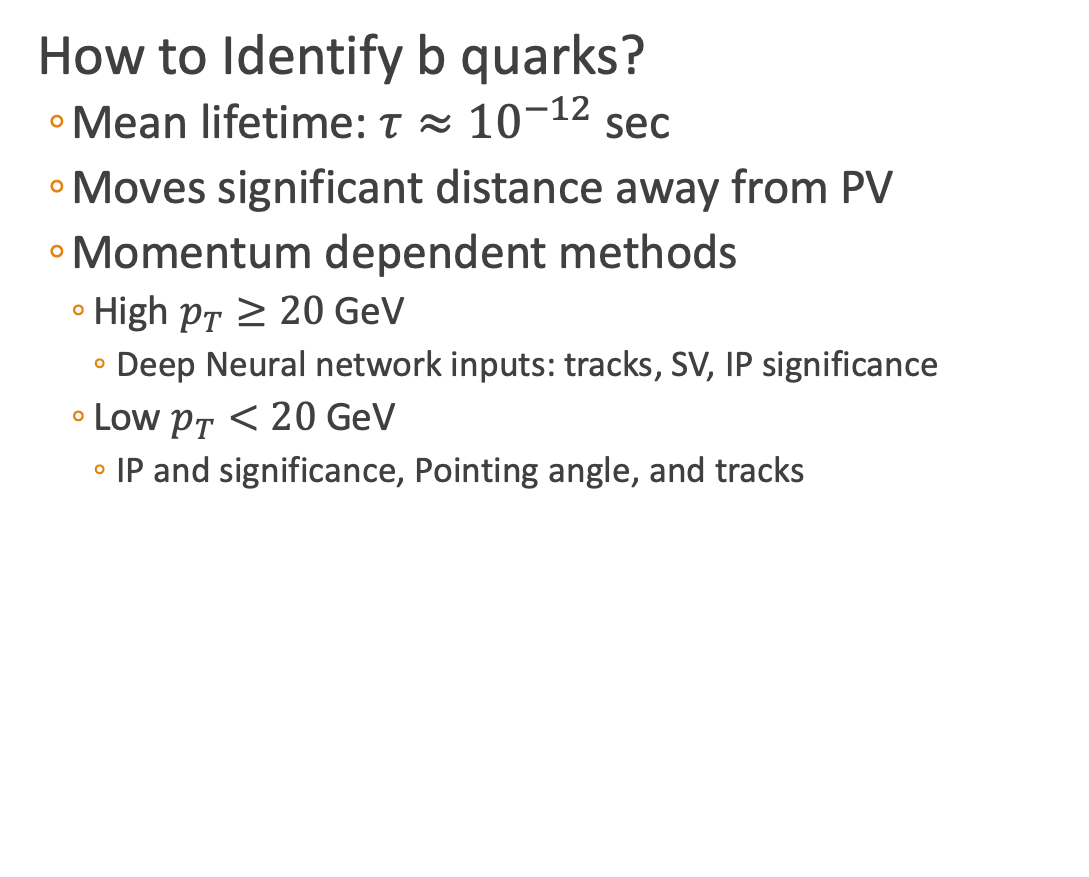 How to Identify b quarks?
◦ Mean lifetime: τ ≈ 10⁻¹² sec
◦ Moves significant distance away from PV
◦ Momentum dependent methods
◦ High p_T ≥ 20 GeV
◦ Deep Neural network inputs: tracks, SV, IP significance
◦ Low p_T < 20 GeV
◦ IP and significance, Pointing angle, and tracks